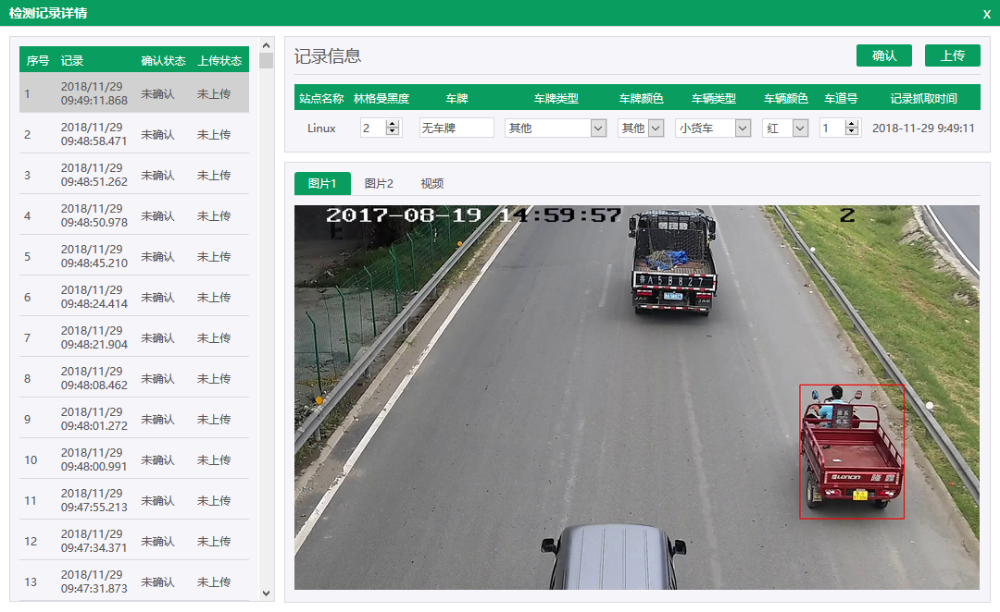 检测记录详情 x
序号 记录 确认状态 上传状态
1 2018/11/29 09:49:11.868 未确认 未上传
2 2018/11/29 09:48:58.471 未确认 未上传
3 2018/11/29 09:48:51.262 未确认 未上传
4 2018/11/29 09:48:50.978 未确认 未上传
5 2018/11/29 09:48:45.210 未确认 未上传
6 2018/11/29 09:48:24.414 未确认 未上传
7 2018/11/29 09:48:21.904 未确认 未上传
8 2018/11/29 09:48:08.462 未确认 未上传
9 2018/11/29 09:48:01.272 未确认 未上传
10 2018/11/29 09:48:00.991 未确认 未上传
11 2018/11/29 09:47:55.213 未确认 未上传
12 2018/11/29 09:47:34.371 未确认 未上传
13 2018/11/29 09:47:31.873 未确认 未上传
记录信息 确认 上传
站点名称 林格曼黑度 车牌 车牌类型 车牌颜色 车辆类型 车辆颜色 车道号 记录抓取时间
Linux 2 无车牌 其他 其他 小货车 红 1 2018-11-29 9:49:11
图片1 图片2 视频
2017-08-19 14:59:57 2
鲁A5B827
JAC JAC
LONCIN 隆鑫